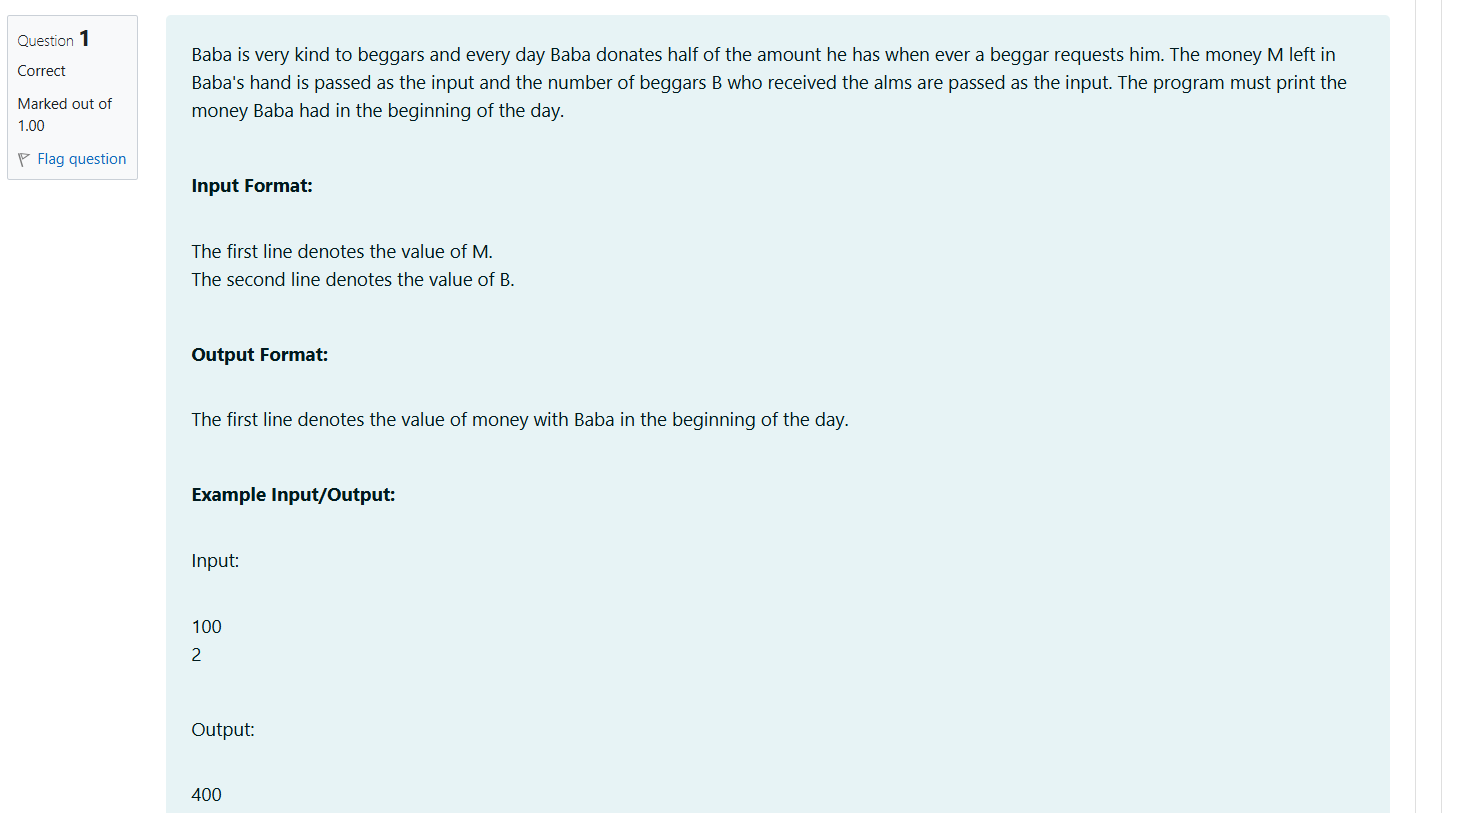 Question 1
Correct
Marked out of
1.00
Flag question
Baba is very kind to beggars and every day Baba donates half of the amount he has when ever a beggar requests him. The money M left in
Baba's hand is passed as the input and the number of beggars B who received the alms are passed as the input. The program must print the
money Baba had in the beginning of the day.
Input Format:
The first line denotes the value of M.
The second line denotes the value of B.
Output Format:
The first line denotes the value of money with Baba in the beginning of the day.
Example Input/Output:
Input:
100
2
Output:
400